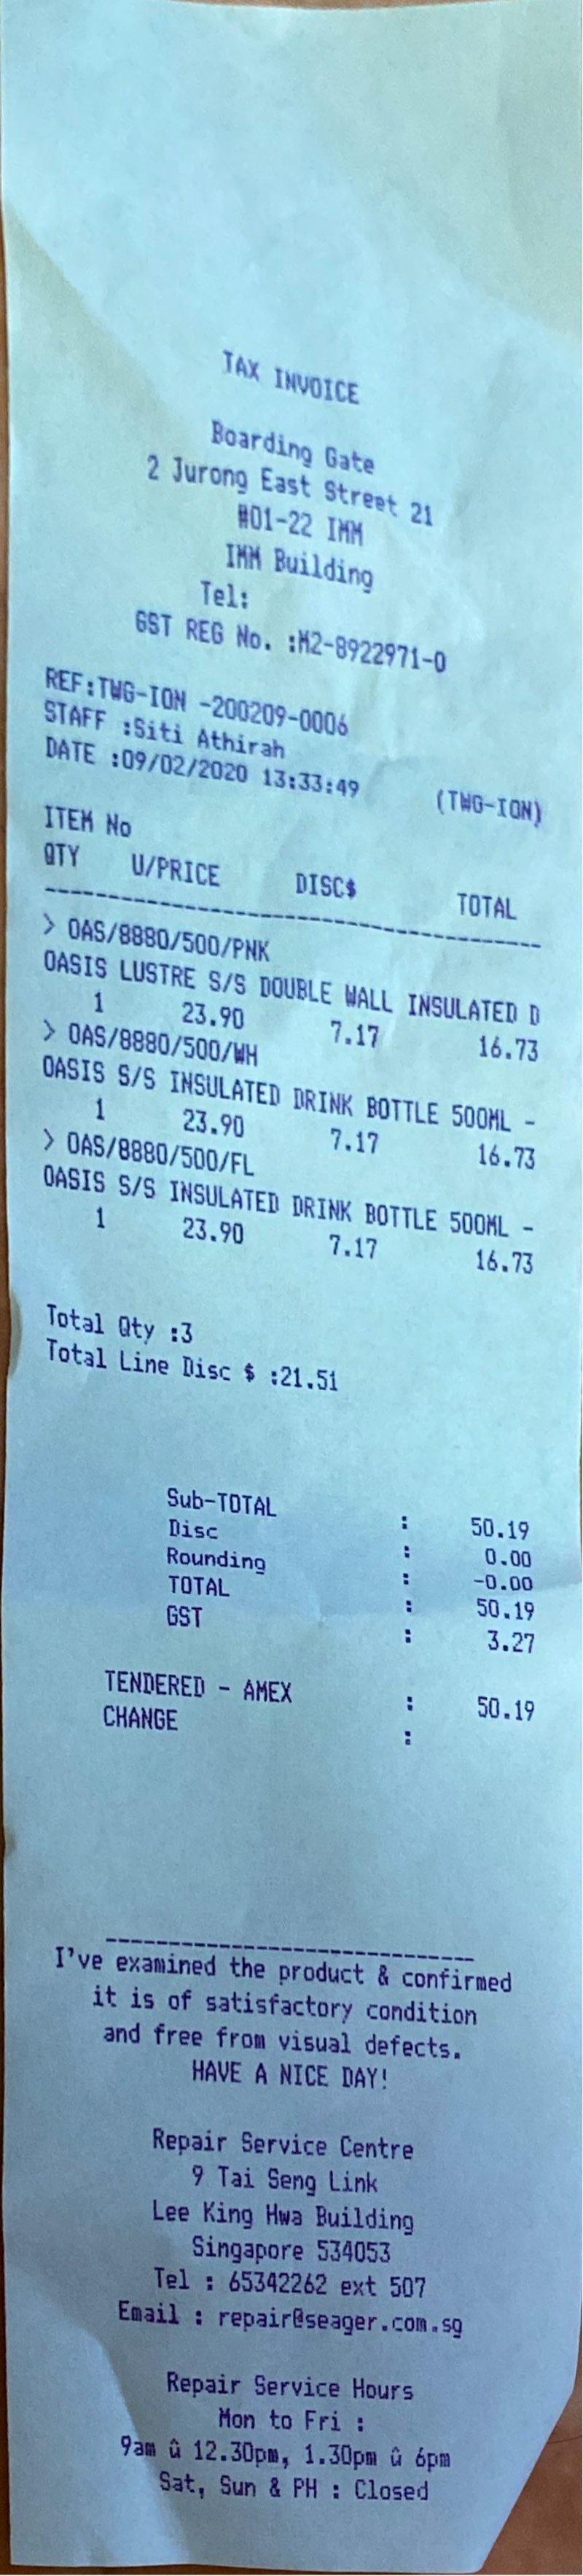 TAX INVOICE
Boarding Gate
2 Jurong East Street 21
#01-22 IMM
IMM Building
Tel:
GST REG No. :M2-8922971-0
REF:TWG-ION -200209-0006
STAFF :Siti Athirah
DATE :09/02/2020 13:33:49 (TWG-ION)
ITEM No
QTY U/PRICE DISC$ TOTAL
> OAS/8880/500/PNK
OASIS LUSTRE S/S DOUBLE WALL INSULATED D
1 23.90 7.17 16.73
> OAS/8880/500/WH
OASIS S/S INSULATED DRINK BOTTLE 500ML -
1 23.90 7.17 16.73
> OAS/8880/500/FL
OASIS S/S INSULATED DRINK BOTTLE 500ML -
1 23.90 7.17 16.73
Total Qty :3
Total Line Disc $ :21.51
Sub-TOTAL : 50.19
Disc : 0.00
Rounding : -0.00
TOTAL : 50.19
GST : 3.27
TENDERED - AMEX : 50.19
CHANGE :
I've examined the product & confirmed
it is of satisfactory condition
and free from visual defects.
HAVE A NICE DAY!
Repair Service Centre
9 Tai Seng Link
Lee King Hwa Building
Singapore 534053
Tel : 65342262 ext 507
Email : repair@seager.com.sg
Repair Service Hours
Mon to Fri :
9am û 12.30pm, 1.30pm û 6pm
Sat, Sun & PH : Closed